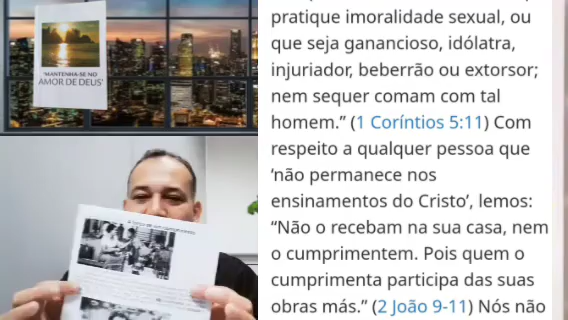 "MANTENHA-SE NO
AMOR DE DEUS"
pratique imoralidade sexual, ou
que seja ganancioso, idólatra,
injuriador, beberrão ou extorsor;
nem sequer comam com tal
homem.” (1 Coríntios 5:11) Com
respeito a qualquer pessoa que
‘não permanece nos
ensinamentos do Cristo’, lemos:
“Não o recebam na sua casa, nem
o cumprimentem. Pois quem o
cumprimenta participa das suas
obras más.” (2 João 9-11) Nós não